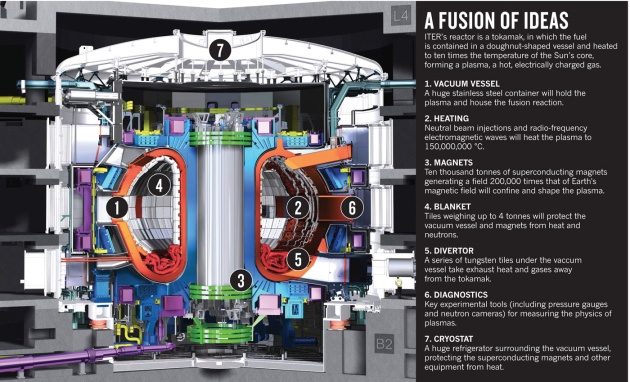 L4
7
4
1
2
6
5
3
B2
A FUSION OF IDEAS
ITER's reactor is a tokamak, in which the fuel
is contained in a doughnut-shaped vessel and heated
to ten times the temperature of the Sun's core,
forming a plasma, a hot, electrically charged gas.
1. VACUUM VESSEL
A huge stainless steel container will hold the
plasma and house the fusion reaction.
2. HEATING
Neutral beam injections and radio-frequency
electromagnetic waves will heat the plasma to
150,000,000 °C.
3. MAGNETS
Ten thousand tonnes of superconducting magnets
generating a field 200,000 times that of Earth's
magnetic field will confine and shape the plasma.
4. BLANKET
Tiles weighing up to 4 tonnes will protect the
vacuum vessel and magnets from heat and
neutrons.
5. DIVERTOR
A series of tungsten tiles under the vaccum
vessel take exhaust heat and gases away
from the tokamak.
6. DIAGNOSTICS
Key experimental tools (including pressure gauges
and neutron cameras) for measuring the physics of
plasmas.
7. CRYOSTAT
A huge refrigerator surrounding the vacuum vessel,
protecting the superconducting magnets and other
equipment from heat.